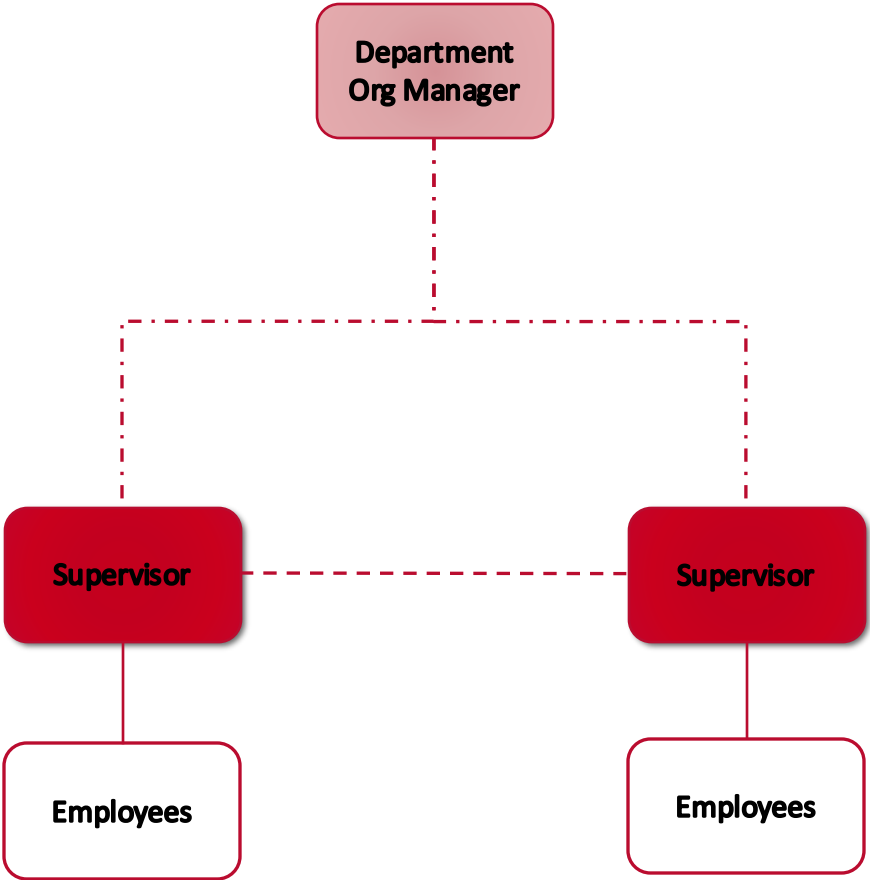 Department
Org Manager
Supervisor
Supervisor
Employees
Employees